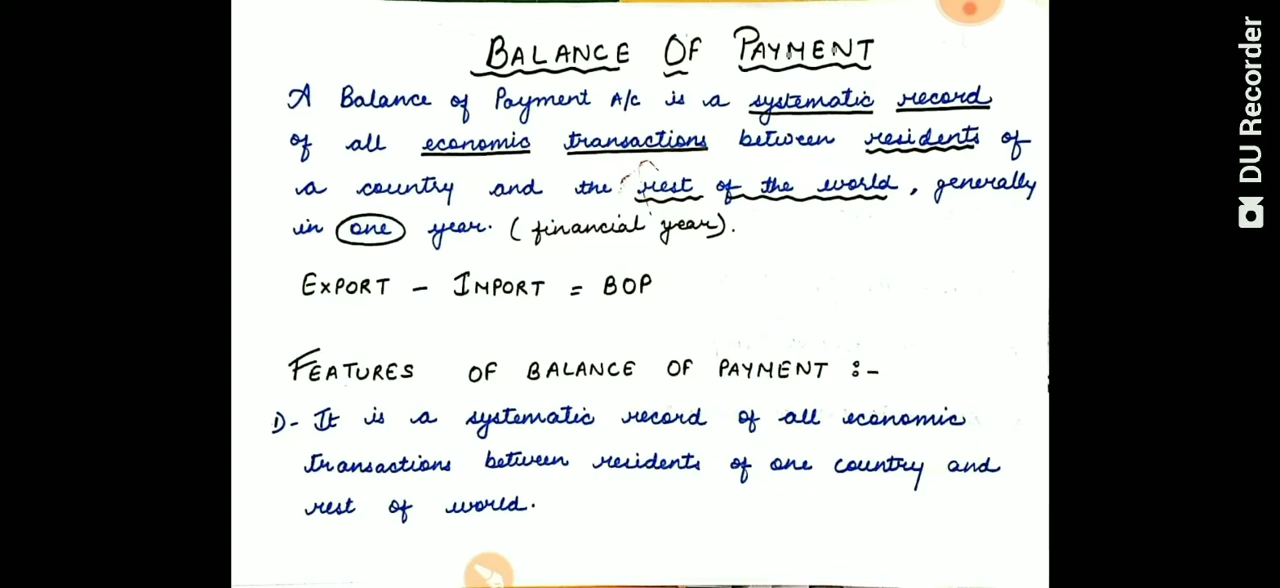 BALANCE OF PAYMENT
A Balance of Payment A/c is a systematic record
of all economic transactions between residents of
a country and the rest of the world, generally
in one year. (financial year).
EXPORT - IMPORT = BOP
FEATURES OF BALANCE OF PAYMENT :-
1)- It is a systematic record of all economic
transactions between residents of one country and
rest of world.
DU Recorder